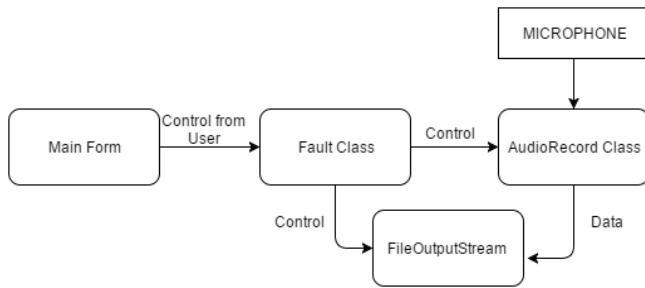 MICROPHONE
Control from
User
Control
Main Form
Fault Class
AudioRecord Class
Control
Data
FileOutputStream